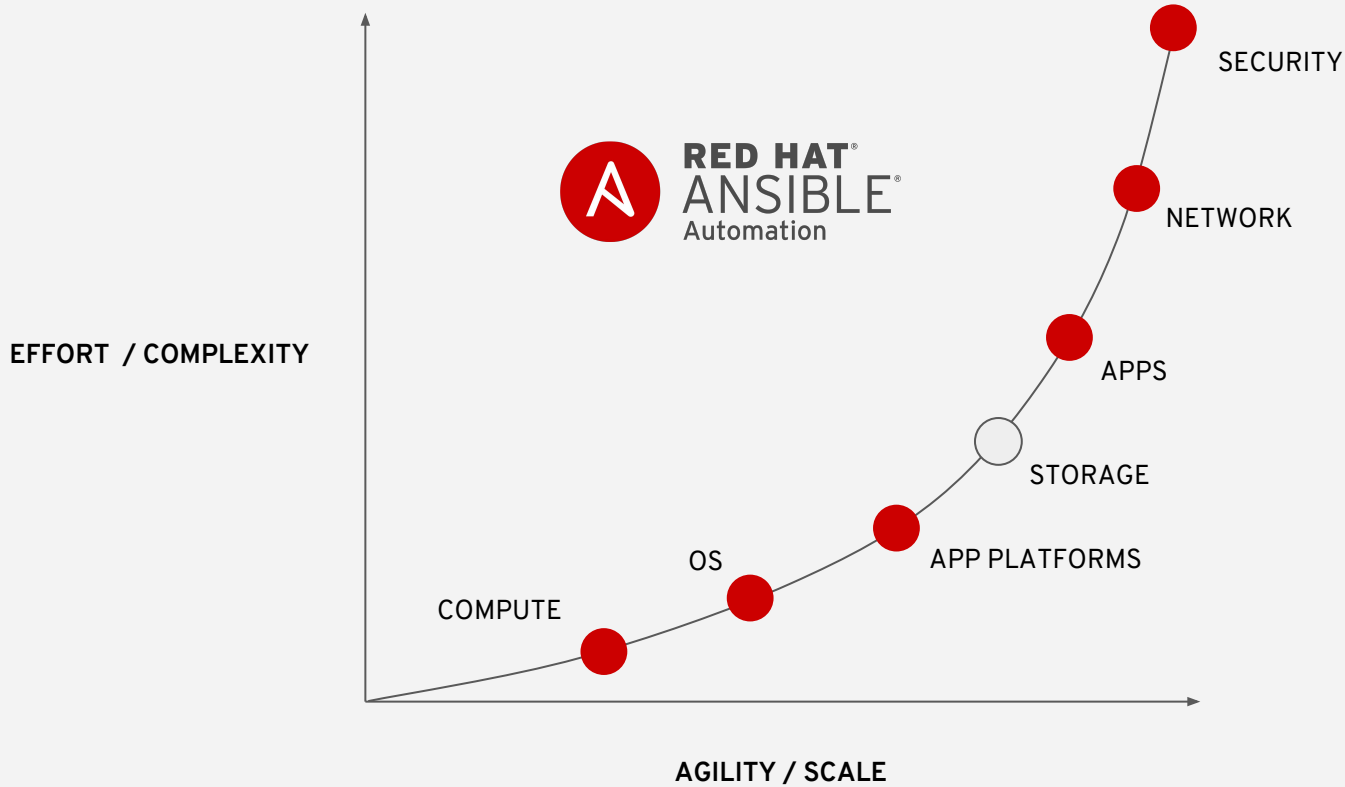 SECURITY
RED HAT®
ANSIBLE®
Automation
NETWORK
EFFORT / COMPLEXITY
APPS
STORAGE
OS
APP PLATFORMS
COMPUTE
AGILITY / SCALE